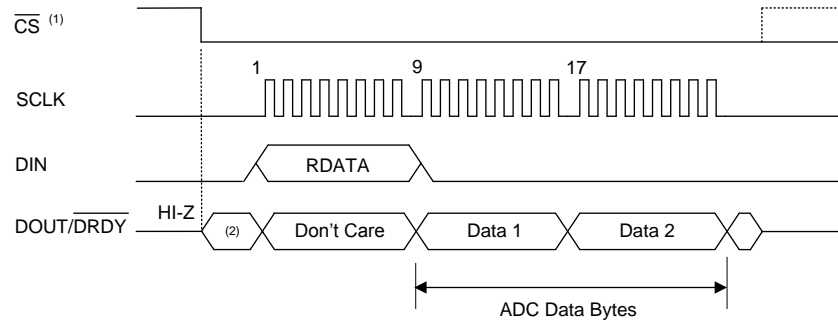 CS (1)
1 9 17
SCLK
DIN RDATA
DOUT/DRDY HI-Z (2) Don't Care Data 1 Data 2
ADC Data Bytes